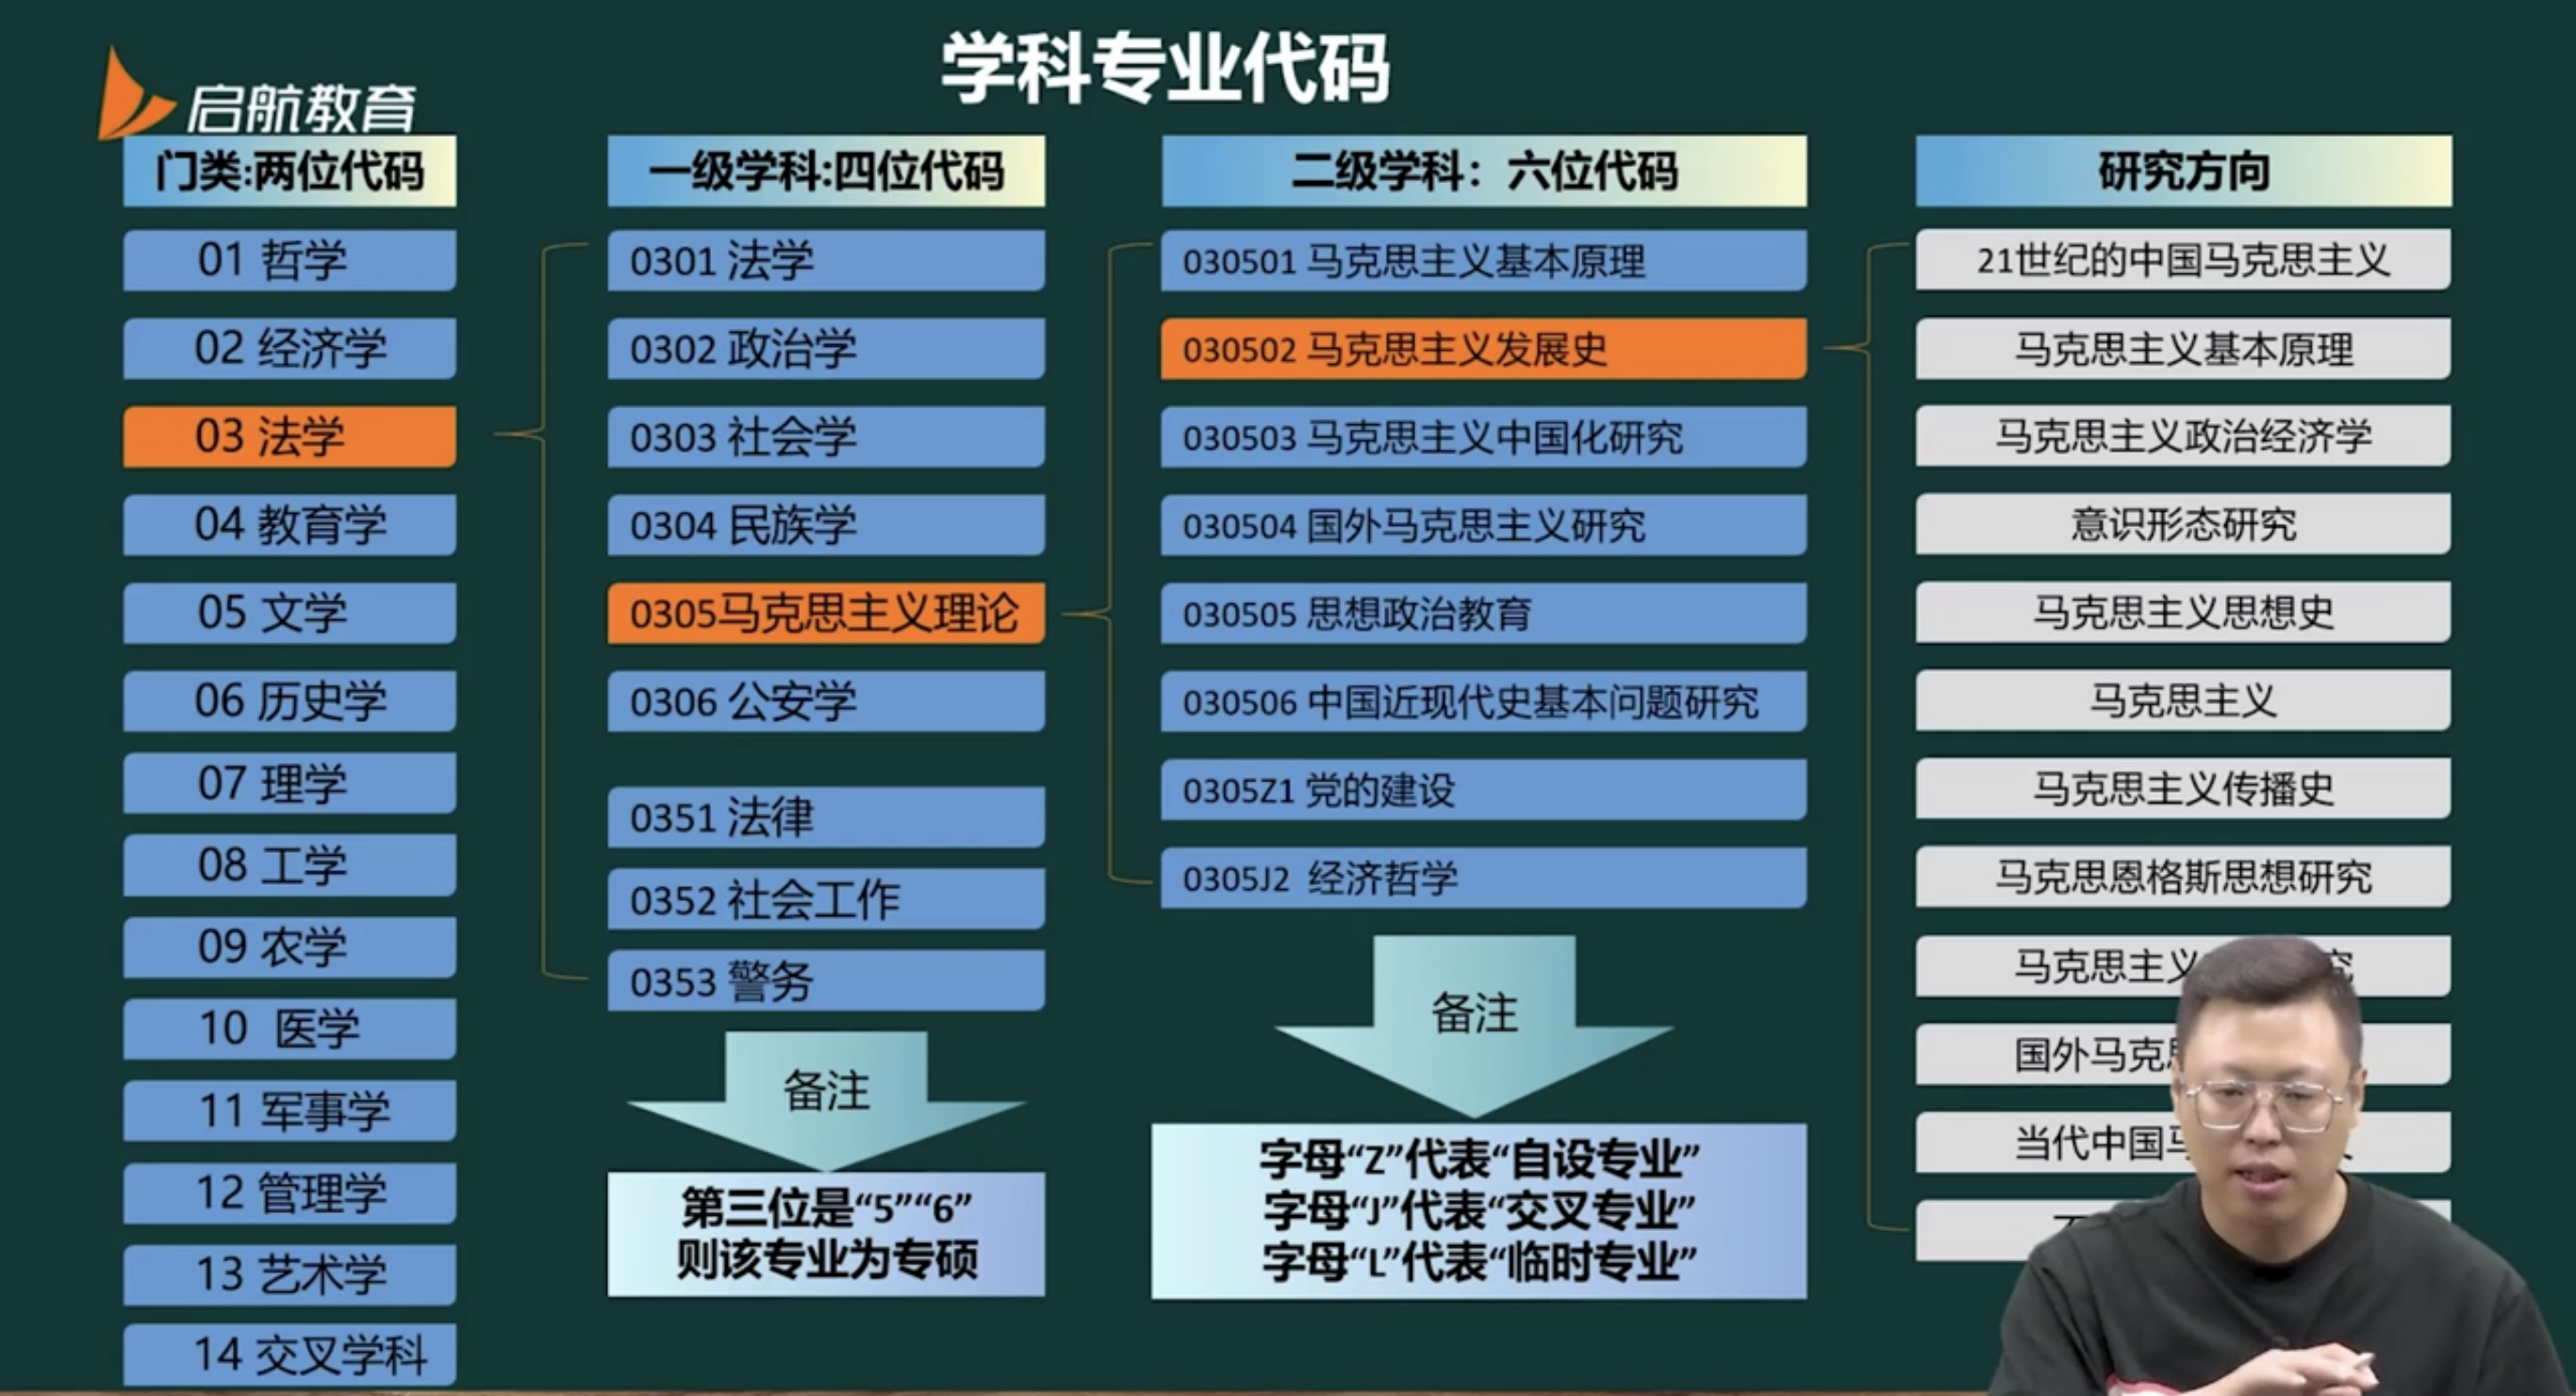 学科专业代码
启航教育
门类:两位代码
01 哲学
02 经济学
03 法学
04 教育学
05 文学
06 历史学
07 理学
08 工学
09 农学
10 医学
11 军事学
12 管理学
13 艺术学
14 交叉学科
一级学科:四位代码
0301 法学
0302 政治学
0303 社会学
0304 民族学
0305马克思主义理论
0306 公安学
0351 法律
0352 社会工作
0353 警务
备注
第三位是“5”“6”
则该专业为专硕
二级学科：六位代码
030501 马克思主义基本原理
030502 马克思主义发展史
030503 马克思主义中国化研究
030504 国外马克思主义研究
030505 思想政治教育
030506 中国近现代史基本问题研究
0305Z1 党的建设
0305J2 经济哲学
备注
字母“Z”代表“自设专业”
字母“J”代表“交叉专业”
字母“L”代表“临时专业”
研究方向
21世纪的中国马克思主义
马克思主义基本原理
马克思主义政治经济学
意识形态研究
马克思主义思想史
马克思主义
马克思主义传播史
马克思恩格斯思想研究
马克思主义
国外马克
当代中国